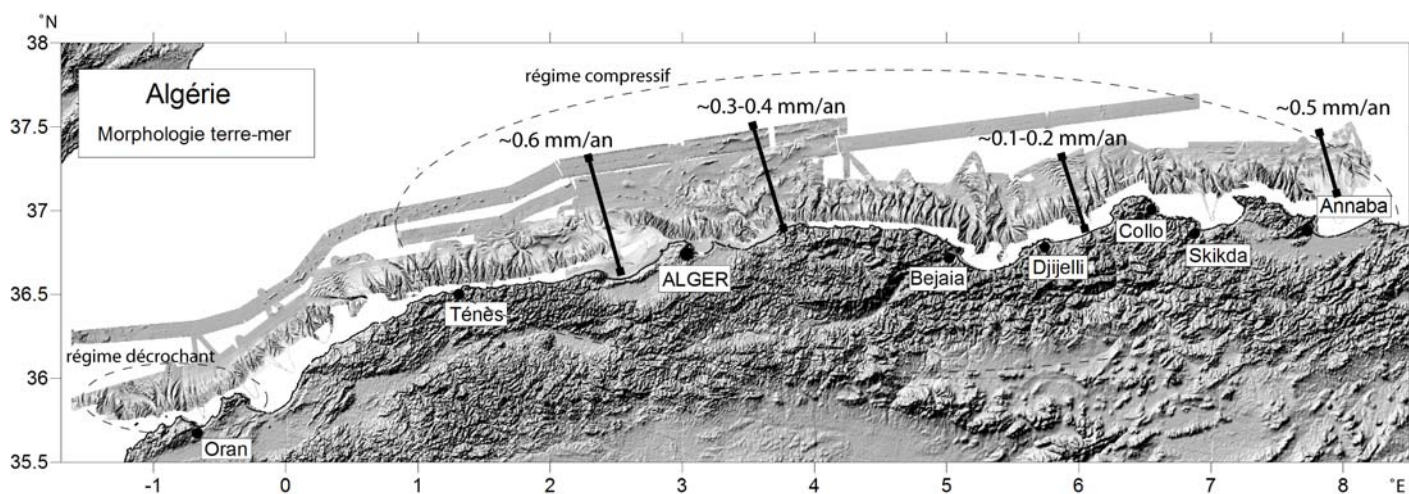 °N
38
37.5
37
36.5
36
35.5
Algérie
Morphologie terre-mer
régime compressif
~0.6 mm/an
~0.3-0.4 mm/an
~0.1-0.2 mm/an
~0.5 mm/an
régime décrochant
Oran
Ténès
ALGER
Bejaia
Djijelli
Collo
Skikda
Annaba
-1 0 1 2 3 4 5 6 7 8 °E